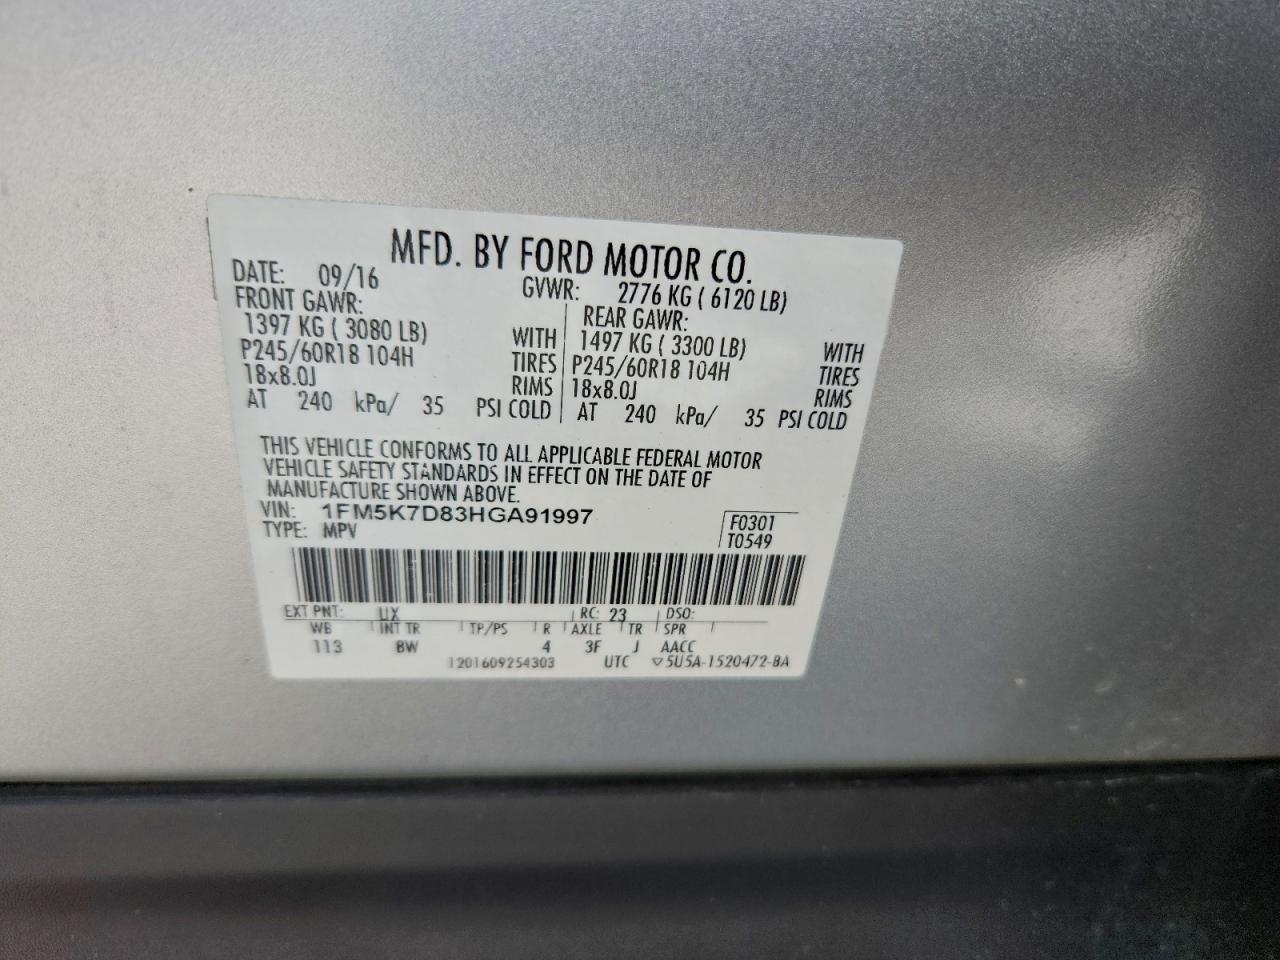 MFD. BY FORD MOTOR CO.
DATE: 09/16 GVWR: 2776 KG ( 6120 LB)
FRONT GAWR: REAR GAWR:
1397 KG ( 3080 LB) WITH 1497 KG ( 3300 LB) WITH
P245/60R18 104H TIRES P245/60R18 104H TIRES
18x8.0J RIMS 18x8.0J RIMS
AT 240 kPa/ 35 PSI COLD AT 240 kPa/ 35 PSI COLD
THIS VEHICLE CONFORMS TO ALL APPLICABLE FEDERAL MOTOR
VEHICLE SAFETY STANDARDS IN EFFECT ON THE DATE OF
MANUFACTURE SHOWN ABOVE.
VIN: 1FM5K7D83HGA91997 F0301
TYPE: MPV T0549
EXT PNT: UX RC: 23 DSO:
WB INT TR TP/PS R AXLE TR SPR
113 8W 4 3F J AACC
1201609254303 UTC ▽5U5A-1520472-BA